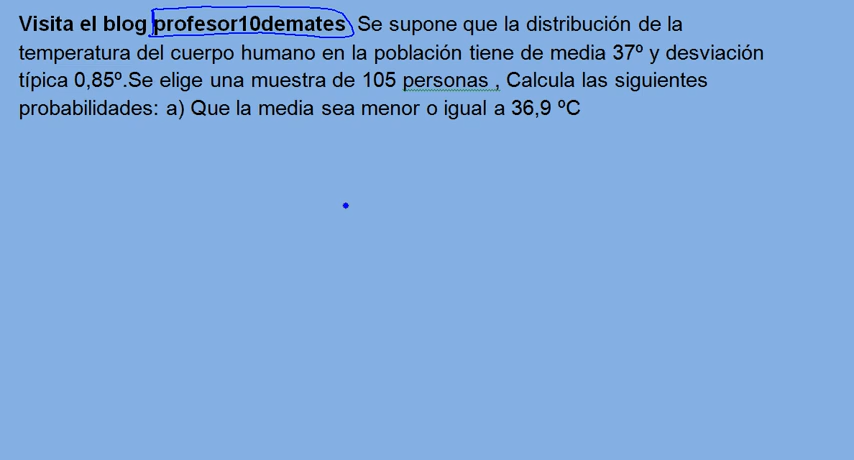 Visita el blog profesor10demates Se supone que la distribución de la
temperatura del cuerpo humano en la población tiene de media 37º y desviación
típica 0,85º.Se elige una muestra de 105 personas , Calcula las siguientes
probabilidades: a) Que la media sea menor o igual a 36,9 ºC